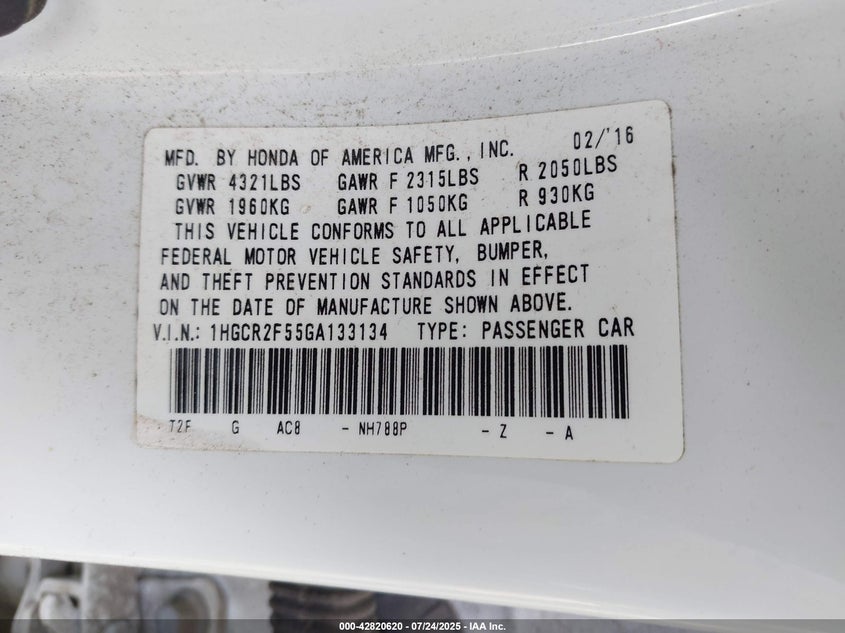 MFD. BY HONDA OF AMERICA MFG., INC. 02/'16
GVWR 4321LBS GAWR F 2315LBS R 2050LBS
GVWR 1960KG GAWR F 1050KG R 930KG
THIS VEHICLE CONFORMS TO ALL APPLICABLE
FEDERAL MOTOR VEHICLE SAFETY, BUMPER,
AND THEFT PREVENTION STANDARDS IN EFFECT
ON THE DATE OF MANUFACTURE SHOWN ABOVE.
V.I.N.: 1HGCR2F55GA133134 TYPE: PASSENGER CAR
T2F G AC8 - NH788P - Z - A
000-42820620 - 07/24/2025 - IAA Inc.